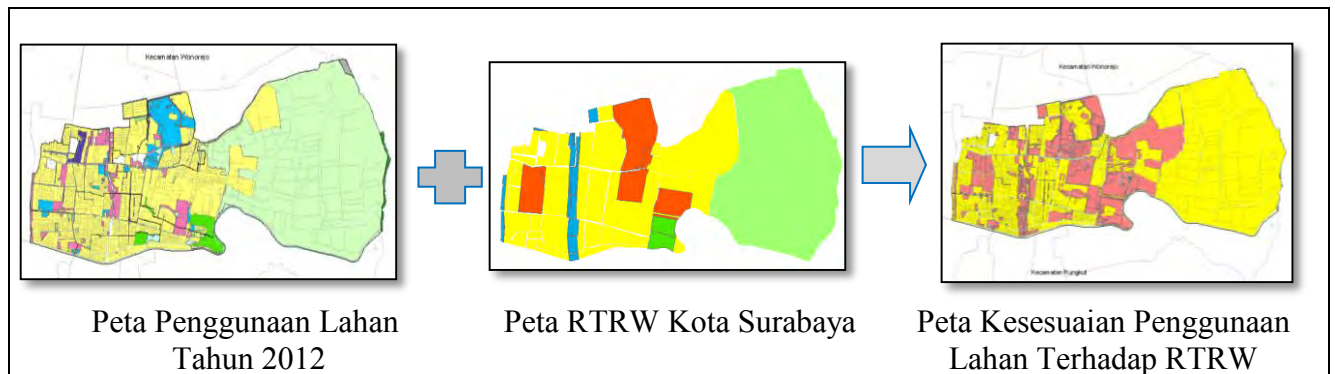 Kecamatan Wonorejo
Kecamatan Wonorejo
Kecamatan Rungkut
Peta Penggunaan Lahan
Tahun 2012
Peta RTRW Kota Surabaya
Peta Kesesuaian Penggunaan
Lahan Terhadap RTRW